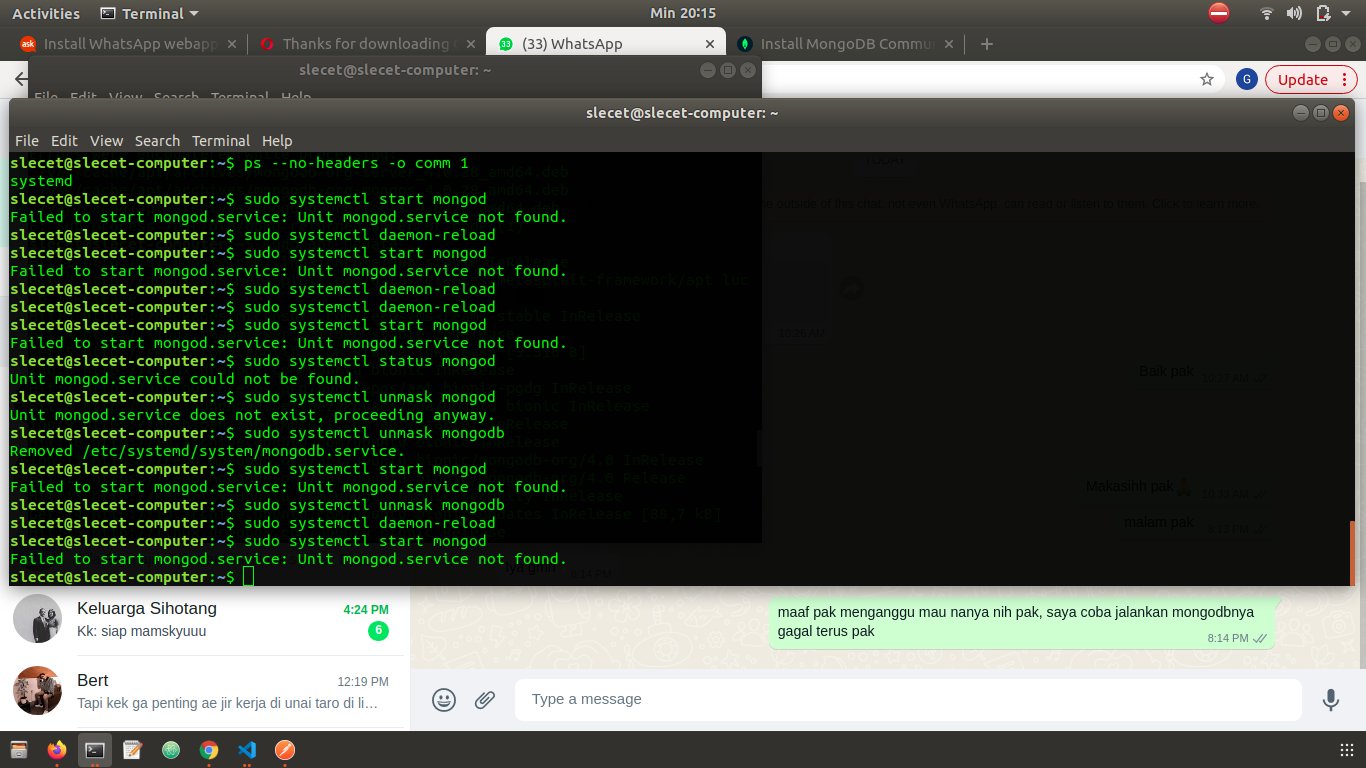 Activities Terminal Min 20:15
Install WhatsApp webapp Thanks for downloading (33) WhatsApp Install MongoDB Commu
slecet@slecet-computer: ~
G Update
File Edit View Search Terminal Help
slecet@slecet-computer: ~
File Edit View Search Terminal Help
slecet@slecet-computer:~$ ps --no-headers -o comm 1
systemd
slecet@slecet-computer:~$ sudo systemctl start mongod
Failed to start mongod.service: Unit mongod.service not found.
slecet@slecet-computer:~$ sudo systemctl daemon-reload
slecet@slecet-computer:~$ sudo systemctl start mongod
Failed to start mongod.service: Unit mongod.service not found.
slecet@slecet-computer:~$ sudo systemctl daemon-reload
slecet@slecet-computer:~$ sudo systemctl daemon-reload
slecet@slecet-computer:~$ sudo systemctl start mongod
Failed to start mongod.service: Unit mongod.service not found.
slecet@slecet-computer:~$ sudo systemctl status mongod
Unit mongod.service could not be found.
slecet@slecet-computer:~$ sudo systemctl unmask mongod
Unit mongod.service does not exist, proceeding anyway.
slecet@slecet-computer:~$ sudo systemctl unmask mongodb
Removed /etc/systemd/system/mongodb.service.
slecet@slecet-computer:~$ sudo systemctl start mongod
Failed to start mongod.service: Unit mongod.service not found.
slecet@slecet-computer:~$ sudo systemctl unmask mongodb
slecet@slecet-computer:~$ sudo systemctl daemon-reload
slecet@slecet-computer:~$ sudo systemctl start mongod
Failed to start mongod.service: Unit mongod.service not found.
slecet@slecet-computer:~$
Baik pak
Makasihh pak
malam pak
Keluarga Sihotang 4:24 PM
Kk: siap mamskyuuu 6
maaf pak menganggu mau nanya nih pak, saya coba jalankan mongodbnya
gagal terus pak
8:14 PM
Bert 12:19 PM
Tapi kek ga penting ae jir kerja di unai taro di li…
Type a message